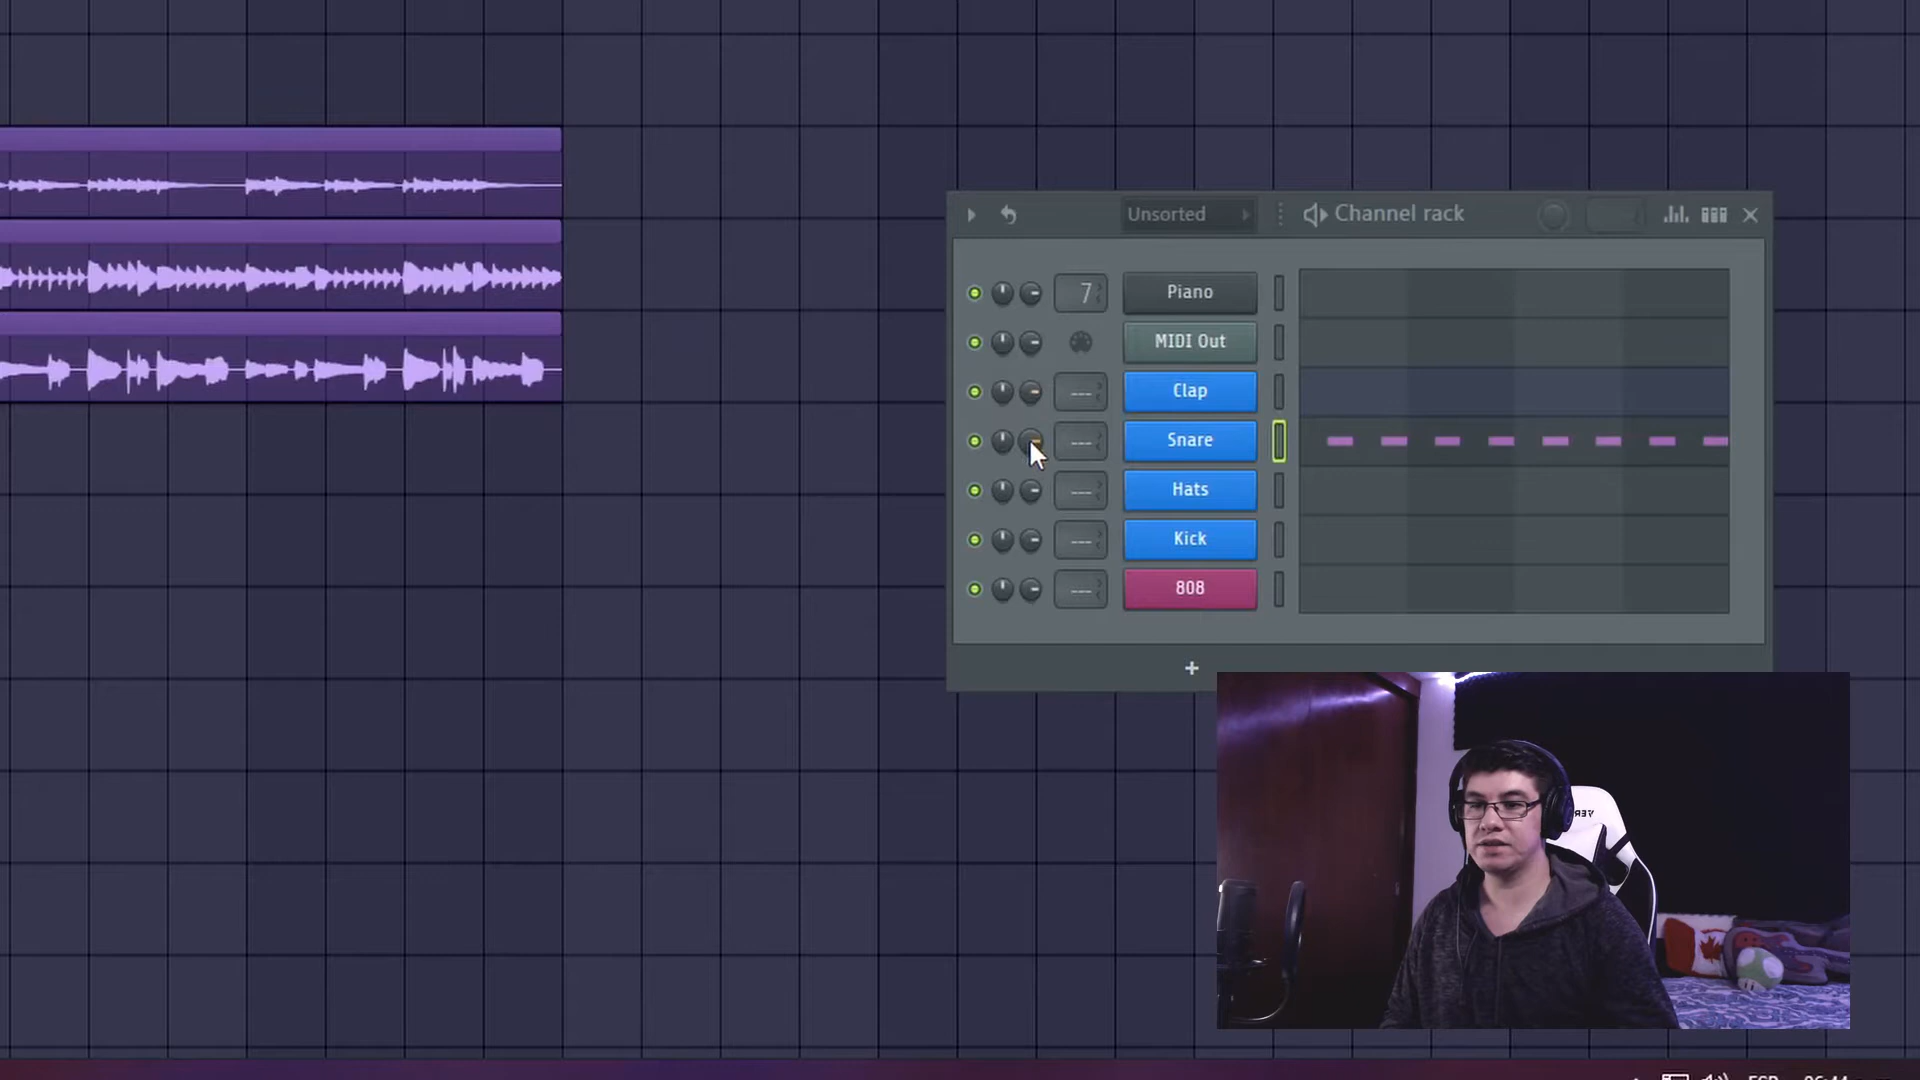 Unsorted
Channel rack
7
Piano
MIDI Out
---
Clap
---
Snare
---
Hats
---
Kick
---
808
+